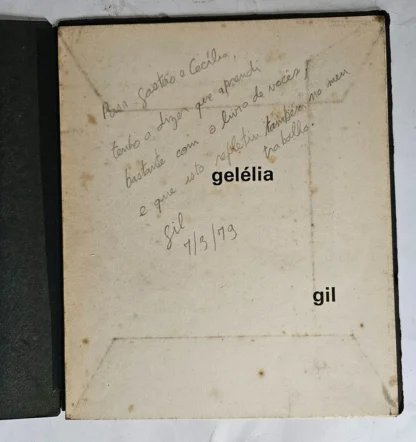 Para Gastão e Cecília,
tenho a dizer que aprendi
bastante com o livro de vocês,
e que isto refletiu também no meu
trabalho.
Gil
7/3/79
gelélia
gil